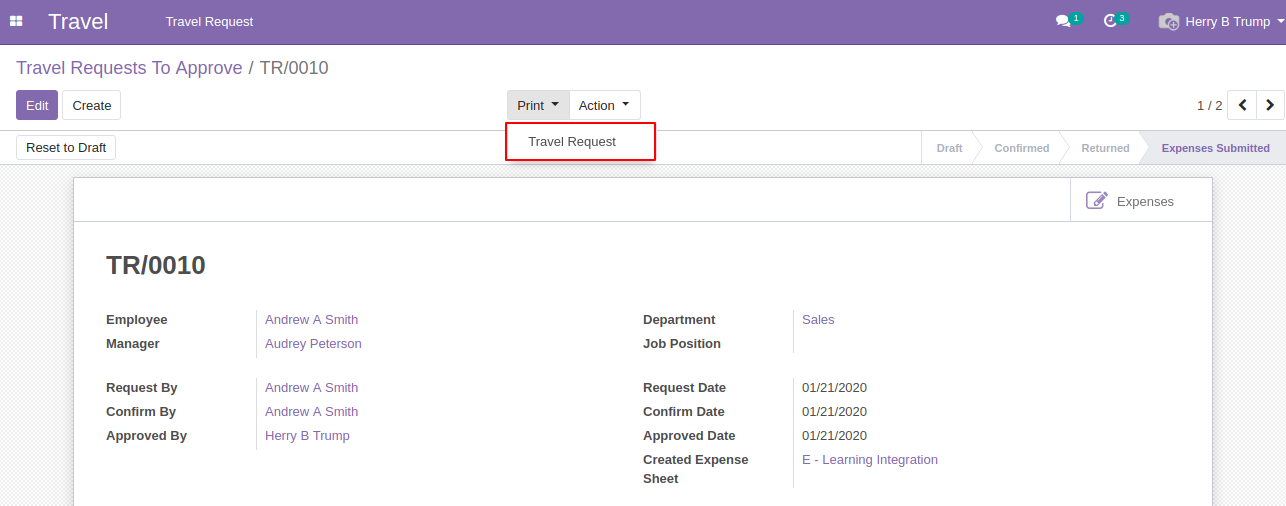 Travel Travel Request 1 3 Herry B Trump
Travel Requests To Approve / TR/0010
Edit Create Print Action 1 / 2
Travel Request
Reset to Draft Draft Confirmed Returned Expenses Submitted
Expenses
TR/0010
Employee Andrew A Smith Department Sales
Manager Audrey Peterson Job Position
Request By Andrew A Smith Request Date 01/21/2020
Confirm By Andrew A Smith Confirm Date 01/21/2020
Approved By Herry B Trump Approved Date 01/21/2020
Created Expense E - Learning Integration
Sheet